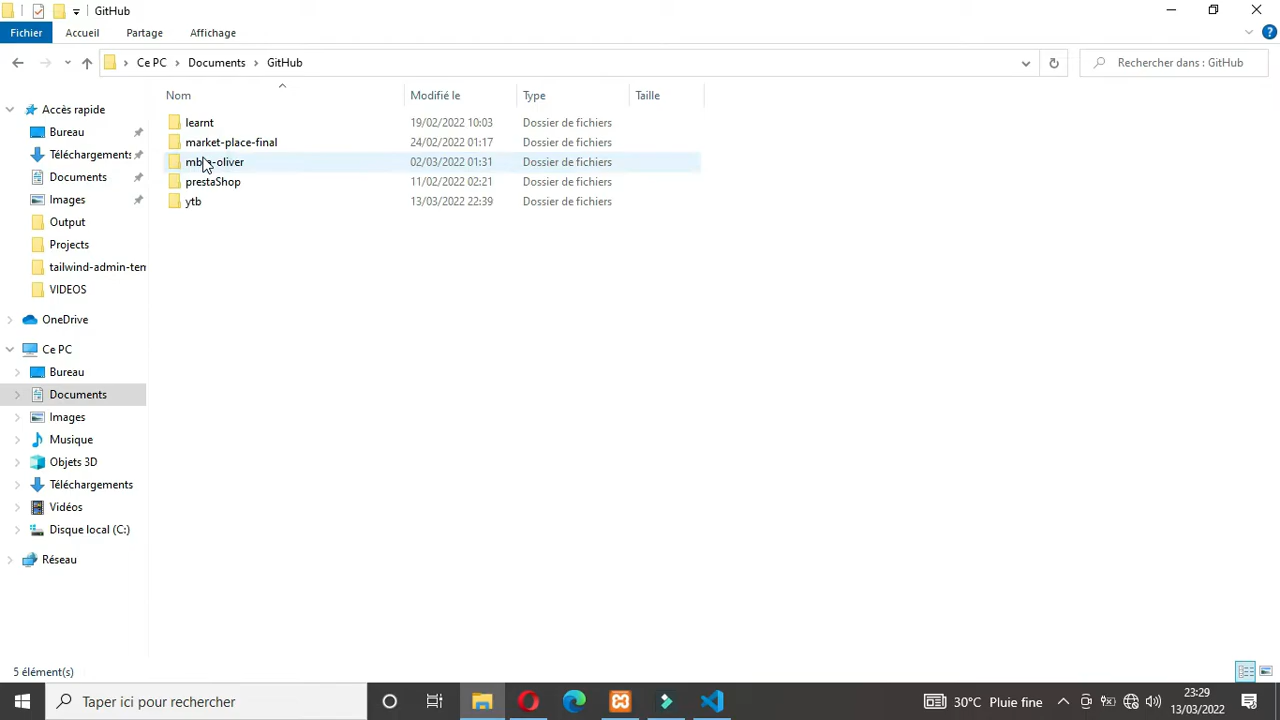 GitHub
Fichier Accueil Partage Affichage
Ce PC Documents GitHub
Rechercher dans : GitHub
Nom Modifié le Type Taille
learnt 19/02/2022 10:03 Dossier de fichiers
market-place-final 24/02/2022 01:17 Dossier de fichiers
-oliver 02/03/2022 01:31 Dossier de fichiers
prestaShop 11/02/2022 02:21 Dossier de fichiers
ytb 13/03/2022 22:39 Dossier de fichiers
Accès rapide
Bureau
Téléchargements
Documents
Images
Output
Projects
tailwind-admin-tem
VIDEOS
OneDrive
Ce PC
Bureau
Documents
Images
Musique
Objets 3D
Téléchargements
Vidéos
Disque local (C:)
Réseau
5 élément(s)
Taper ici pour rechercher
30°C Pluie fine
23:29
13/03/2022